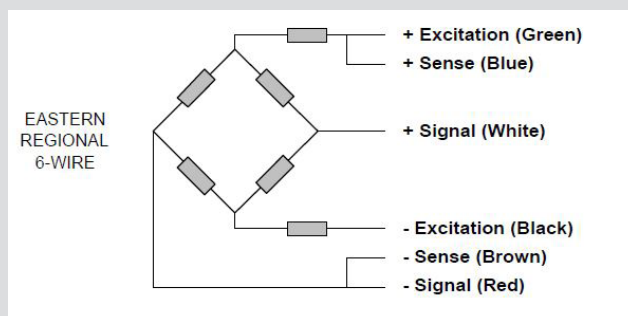 + Excitation (Green)
+ Sense (Blue)
EASTERN
REGIONAL
6-WIRE
+ Signal (White)
- Excitation (Black)
- Sense (Brown)
- Signal (Red)